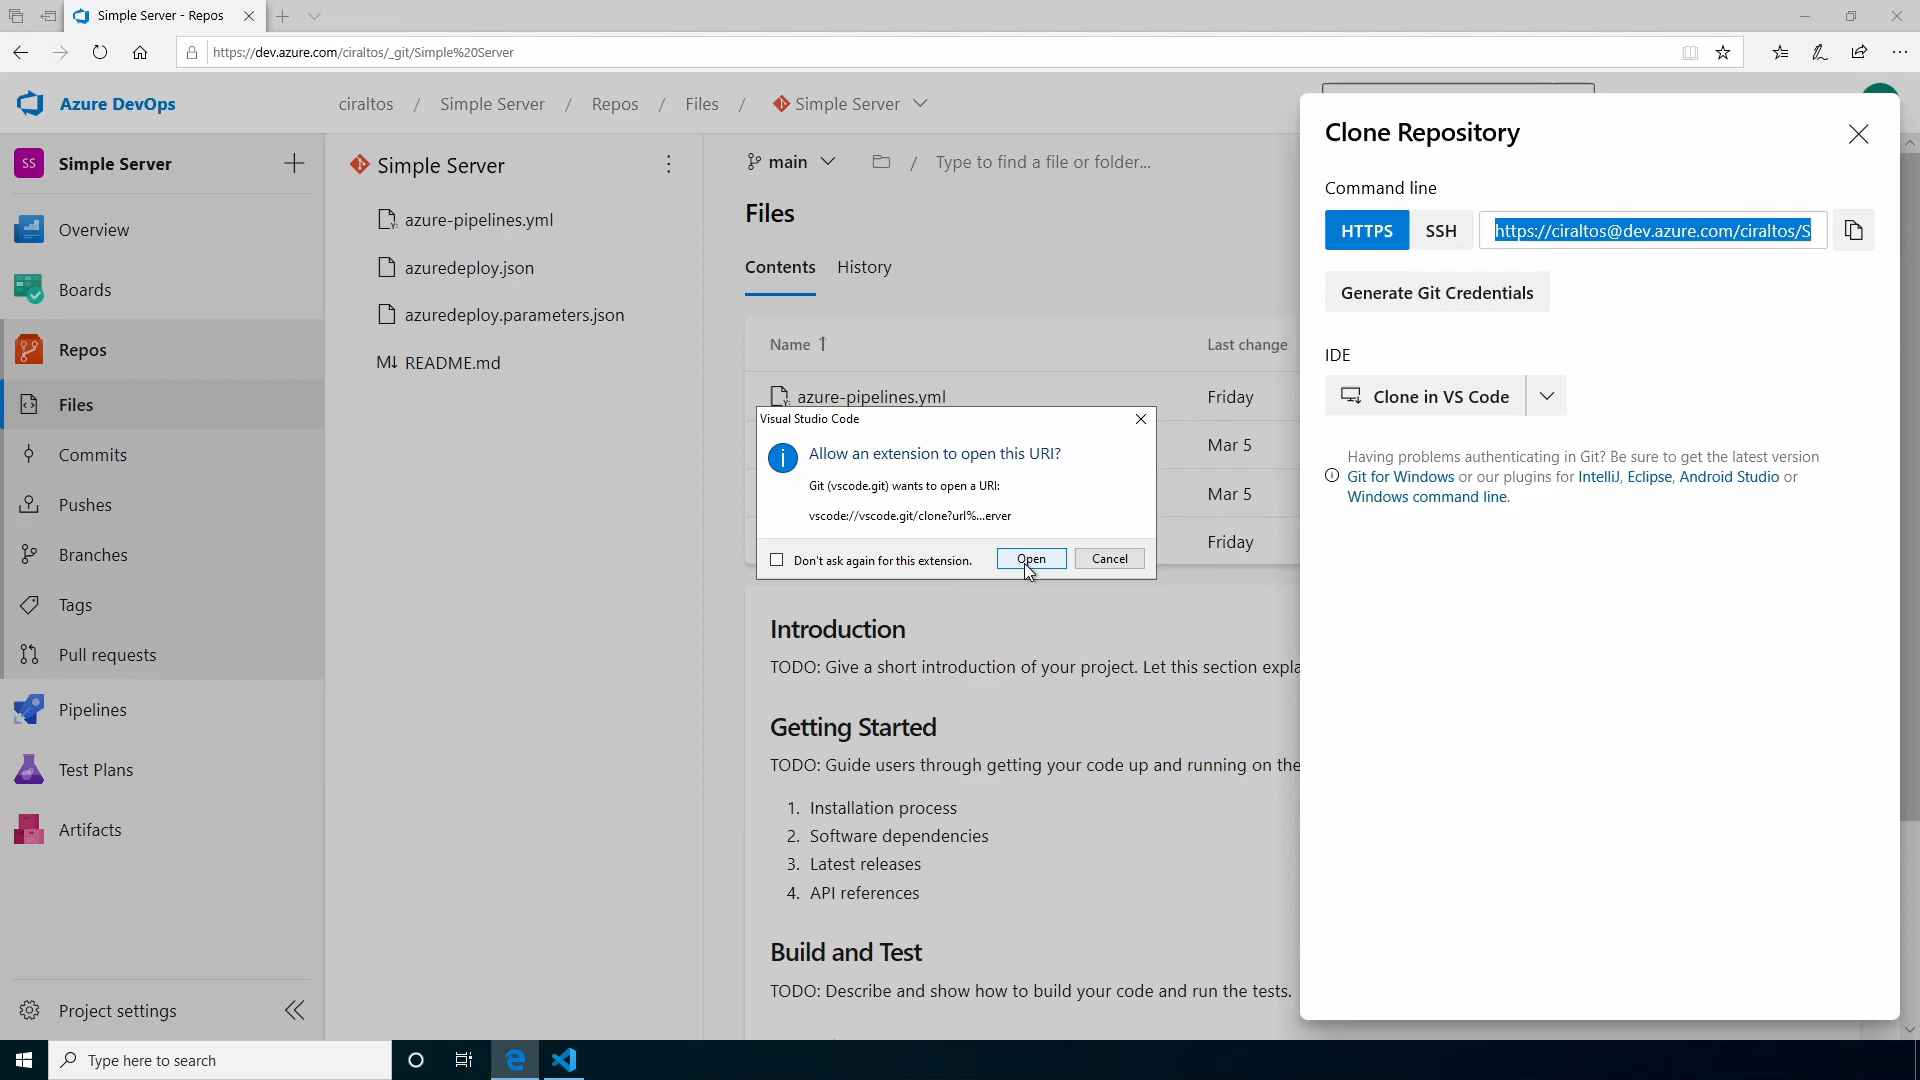 Simple Server - Repos
https://dev.azure.com/ciraltos/_git/Simple%20Server
Azure DevOps
ciraltos / Simple Server / Repos / Files / Simple Server
SS Simple Server
Overview
Boards
Repos
Files
Commits
Pushes
Branches
Tags
Pull requests
Pipelines
Test Plans
Artifacts
Project settings
Simple Server
azure-pipelines.yml
azuredeploy.json
azuredeploy.parameters.json
M↓ README.md
main / Type to find a file or folder...
Files
Contents History
Name ↑ Last change
azure-pipelines.yml Friday
Mar 5
Mar 5
Friday
Visual Studio Code
Allow an extension to open this URI?
Git (vscode.git) wants to open a URI:
vscode://vscode.git/clone?url%...erver
Don't ask again for this extension. Open Cancel
Introduction
TODO: Give a short introduction of your project. Let this section expla
Getting Started
TODO: Guide users through getting your code up and running on the
1. Installation process
2. Software dependencies
3. Latest releases
4. API references
Build and Test
TODO: Describe and show how to build your code and run the tests.
Clone Repository
Command line
HTTPS SSH https://ciraltos@dev.azure.com/ciraltos/S
Generate Git Credentials
IDE
Clone in VS Code
Having problems authenticating in Git? Be sure to get the latest version
Git for Windows or our plugins for IntelliJ, Eclipse, Android Studio or
Windows command line.
Type here to search